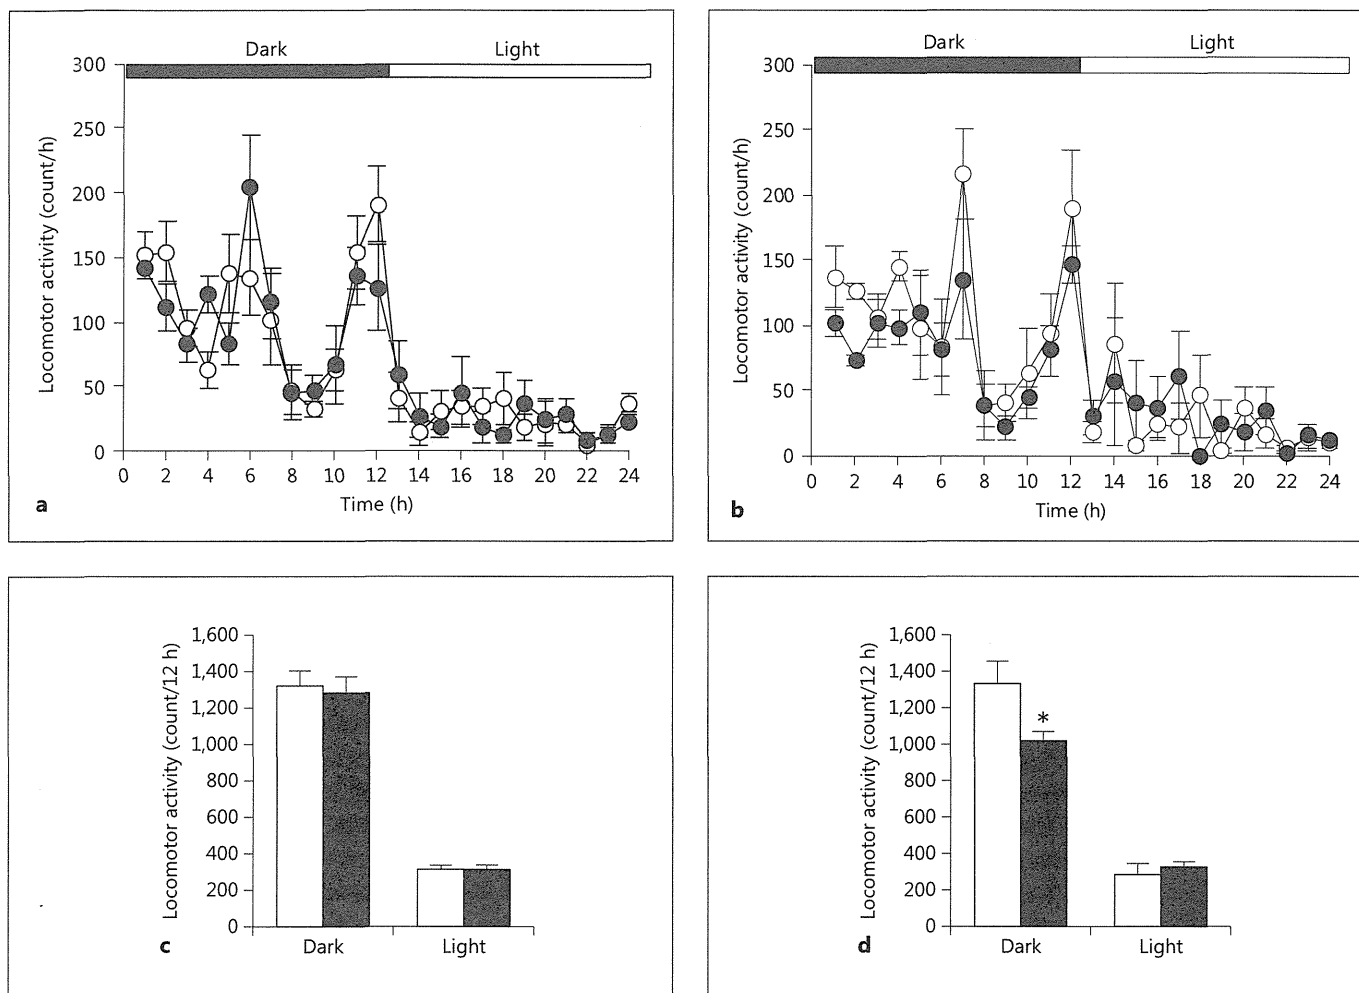 Dark Light
300
250
200
150
100
50
0
Locomotor activity (count/h)
0 2 4 6 8 10 12 14 16 18 20 22 24
Time (h)
a
Dark Light
300
250
200
150
100
50
0
Locomotor activity (count/h)
0 2 4 6 8 10 12 14 16 18 20 22 24
Time (h)
b
1,600
1,400
1,200
1,000
800
600
400
200
0
Locomotor activity (count/12 h)
Dark Light
c
1,600
1,400
1,200
1,000
800
600
400
200
0
Locomotor activity (count/12 h)
*
Dark Light
d